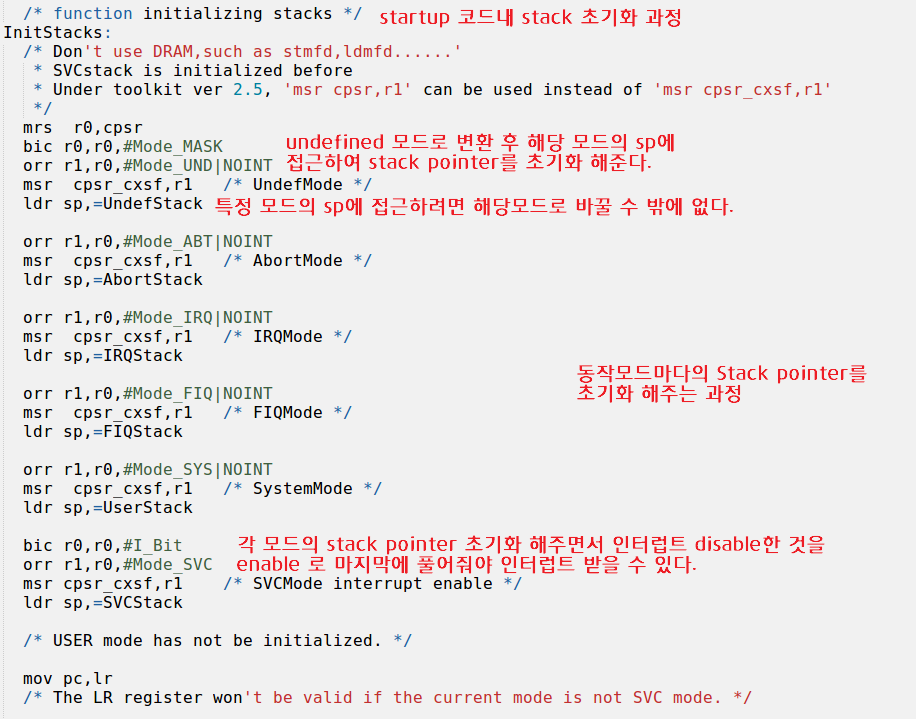 /* function initializing stacks */ startup 코드내 stack 초기화 과정
InitStacks:
/* Don't use DRAM,such as stmfd,ldmfd......'
* SVCstack is initialized before
* Under toolkit ver 2.5, 'msr cpsr,r1' can be used instead of 'msr cpsr_cxsf,r1'
*/
mrs r0,cpsr
bic r0,r0,#Mode_MASK undefined 모드로 변환 후 해당 모드의 sp에
orr r1,r0,#Mode_UND|NOINT 접근하여 stack pointer를 초기화 해준다.
msr cpsr_cxsf,r1 /* UndefMode */
ldr sp,=UndefStack 특정 모드의 sp에 접근하려면 해당모드로 바꿀 수 밖에 없다.
orr r1,r0,#Mode_ABT|NOINT
msr cpsr_cxsf,r1 /* AbortMode */
ldr sp,=AbortStack
orr r1,r0,#Mode_IRQ|NOINT
msr cpsr_cxsf,r1 /* IRQMode */
ldr sp,=IRQStack
동작모드마다의 Stack pointer를
orr r1,r0,#Mode_FIQ|NOINT 초기화 해주는 과정
msr cpsr_cxsf,r1 /* FIQMode */
ldr sp,=FIQStack
orr r1,r0,#Mode_SYS|NOINT
msr cpsr_cxsf,r1 /* SystemMode */
ldr sp,=UserStack
bic r0,r0,#I_Bit 각 모드의 stack pointer 초기화 해주면서 인터럽트 disable한 것을
orr r1,r0,#Mode_SVC enable 로 마지막에 풀어줘야 인터럽트 받을 수 있다.
msr cpsr_cxsf,r1 /* SVCMode interrupt enable */
ldr sp,=SVCStack
/* USER mode has not be initialized. */
mov pc,lr
/* The LR register won't be valid if the current mode is not SVC mode. */